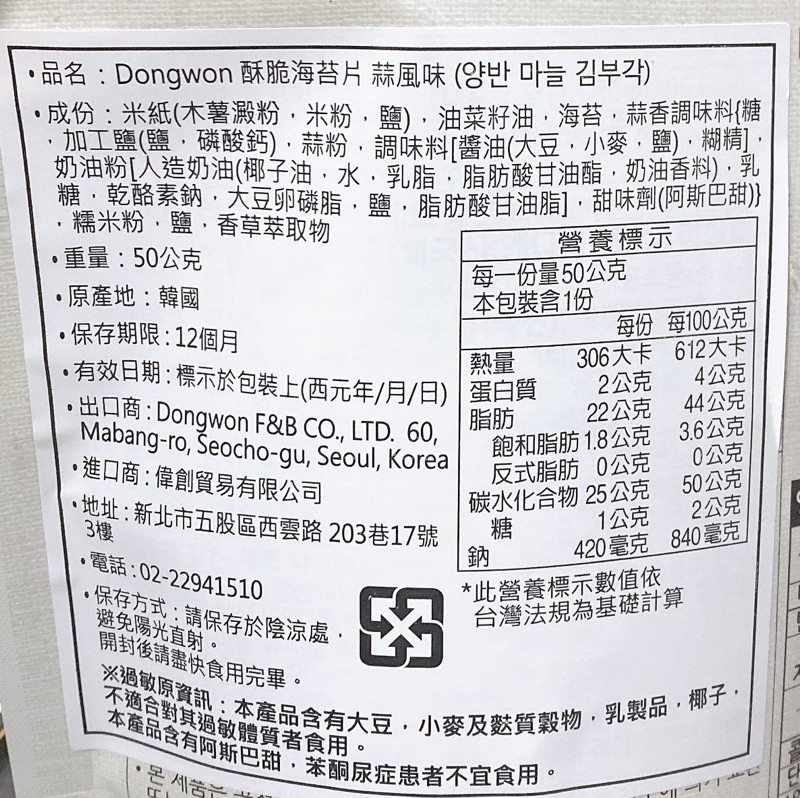 •品名：Dongwon 酥脆海苔片 蒜風味 (양반 마늘 김부각)
•成份：米紙(木薯澱粉，米粉，鹽)，油菜籽油，海苔，蒜香調味料{糖
，加工鹽(鹽，磷酸鈣)，蒜粉，調味料[醬油(大豆，小麥，鹽)，糊精]，
奶油粉[人造奶油(椰子油，水，乳脂，脂肪酸甘油酯，奶油香料)，乳
糖，乾酪素鈉，大豆卵磷脂，鹽，脂肪酸甘油脂]，甜味劑(阿斯巴甜)}
，糯米粉，鹽，香草萃取物
•重量：50公克
•原產地：韓國
•保存期限：12個月
•有效日期：標示於包裝上(西元年/月/日)
•出口商：Dongwon F&B CO., LTD. 60,
Mabang-ro, Seocho-gu, Seoul, Korea
•進口商：偉創貿易有限公司
•地址：新北市五股區西雲路 203巷17號
3樓
•電話：02-22941510
•保存方式：請保存於陰涼處，
避免陽光直射。
開封後請盡快食用完畢。
營養標示
每一份量50公克
本包裝含1份
每份 每100公克
熱量 306大卡 612大卡
蛋白質 2公克 4公克
脂肪 22公克 44公克
飽和脂肪 1.8公克 3.6公克
反式脂肪 0公克 0公克
碳水化合物 25公克 50公克
糖 1公克 2公克
鈉 420毫克 840毫克
*此營養標示數值依
台灣法規為基礎計算
※過敏原資訊：本產品含有大豆，小麥及麩質穀物，乳製品，椰子，
不適合對其過敏體質者食用。
本產品含有阿斯巴甜，苯酮尿症患者不宜食用。